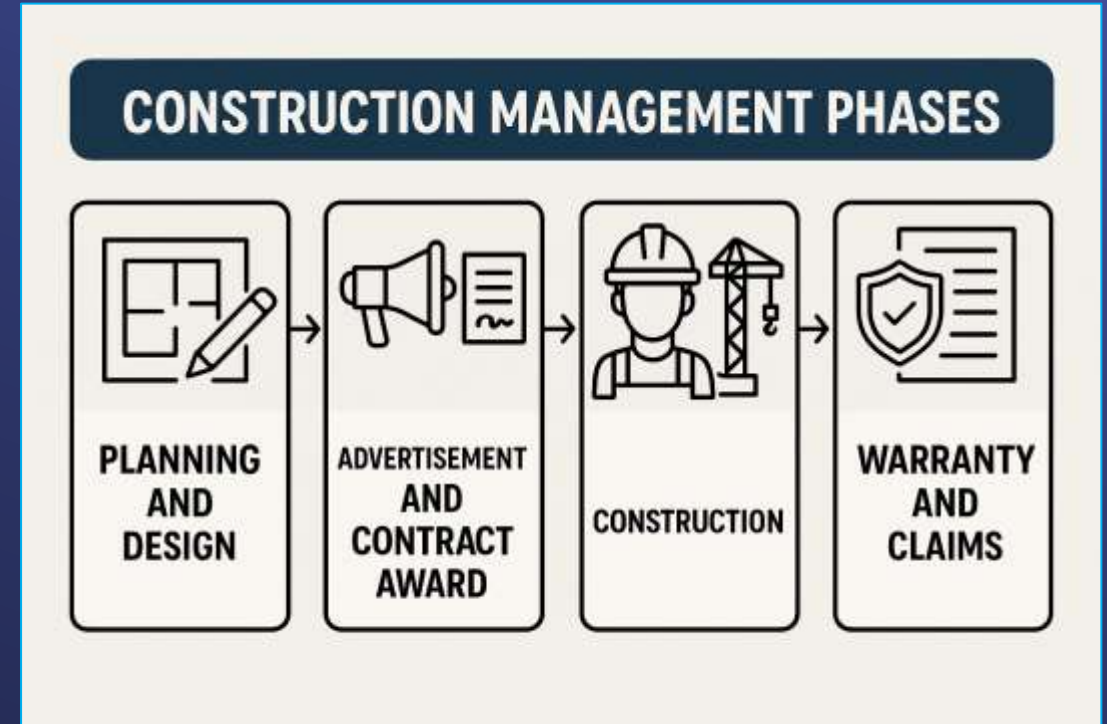 CONSTRUCTION MANAGEMENT PHASES
PLANNING
AND
DESIGN
ADVERTISEMENT
AND
CONTRACT
AWARD
CONSTRUCTION
WARRANTY
AND
CLAIMS